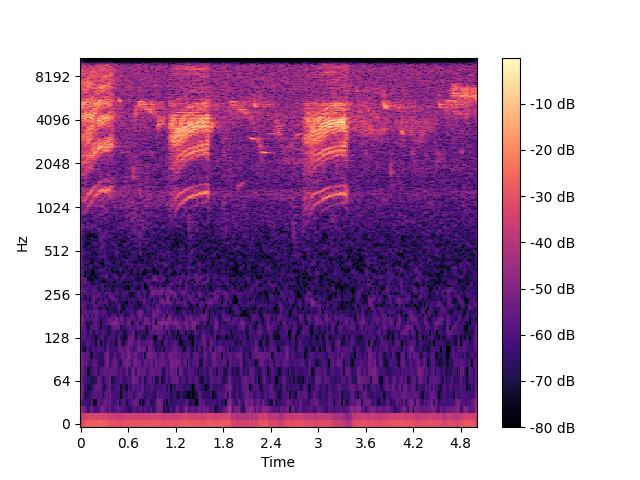 8192
4096
2048
1024
512
256
128
64
0
Hz
0 0.6 1.2 1.8 2.4 3 3.6 4.2 4.8
Time
-10 dB
-20 dB
-30 dB
-40 dB
-50 dB
-60 dB
-70 dB
-80 dB